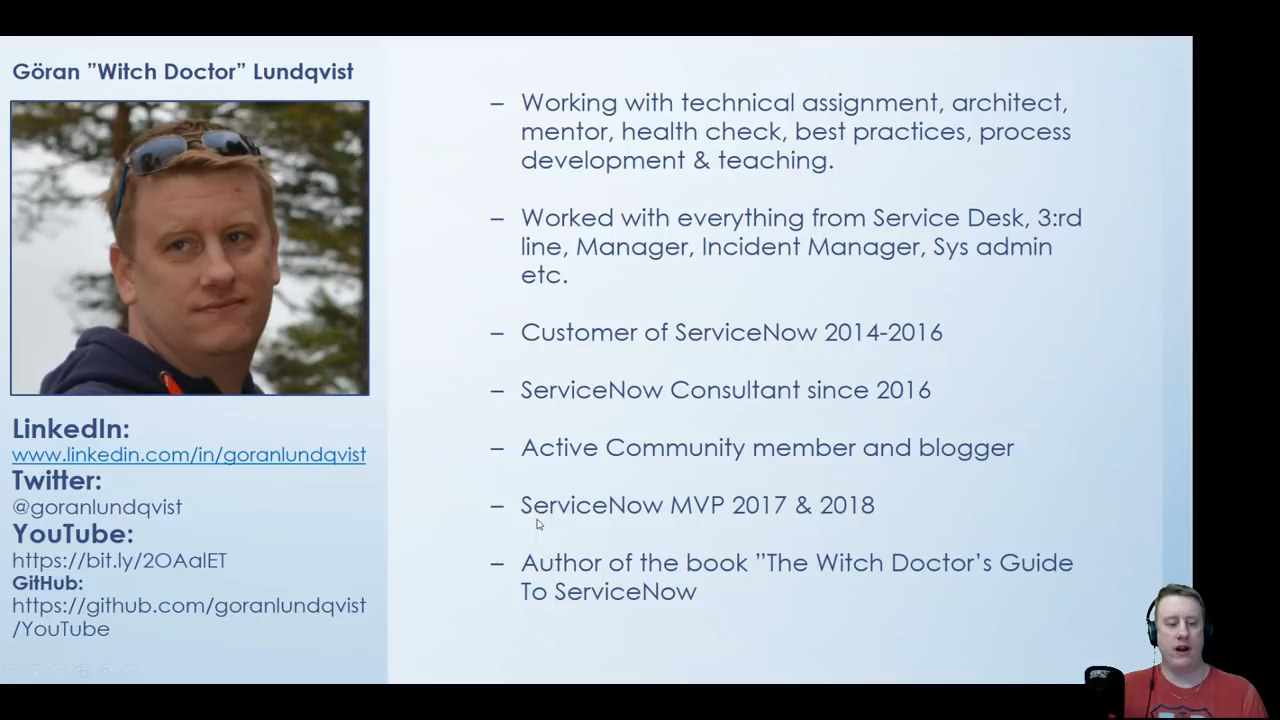 Göran ”Witch Doctor” Lundqvist
LinkedIn:
www.linkedin.com/in/goranlundqvist
Twitter:
@goranlundqvist
YouTube:
https://bit.ly/2OAalET
GitHub:
https://github.com/goranlundqvist
/YouTube
– Working with technical assignment, architect,
mentor, health check, best practices, process
development & teaching.
– Worked with everything from Service Desk, 3:rd
line, Manager, Incident Manager, Sys admin
etc.
– Customer of ServiceNow 2014-2016
– ServiceNow Consultant since 2016
– Active Community member and blogger
– ServiceNow MVP 2017 & 2018
– Author of the book ”The Witch Doctor’s Guide
To ServiceNow